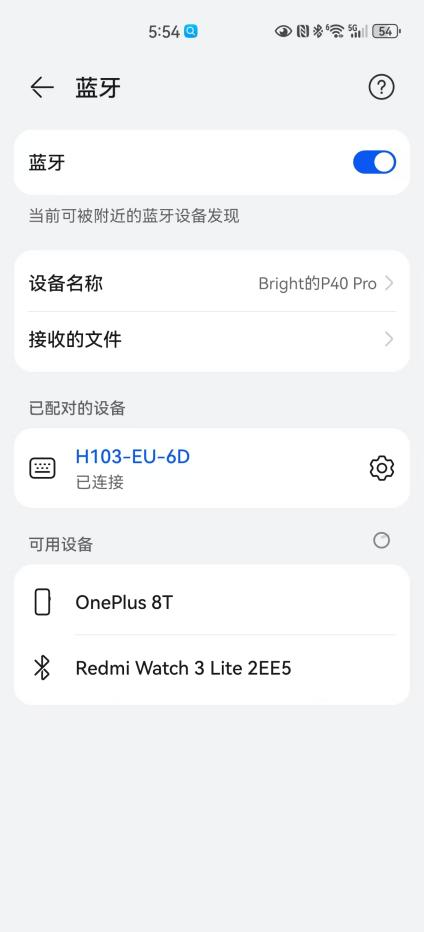 5:54 6 5G 54
蓝牙
蓝牙
当前可被附近的蓝牙设备发现
设备名称 Bright的P40 Pro
接收的文件
已配对的设备
H103-EU-6D
已连接
可用设备
OnePlus 8T
Redmi Watch 3 Lite 2EE5